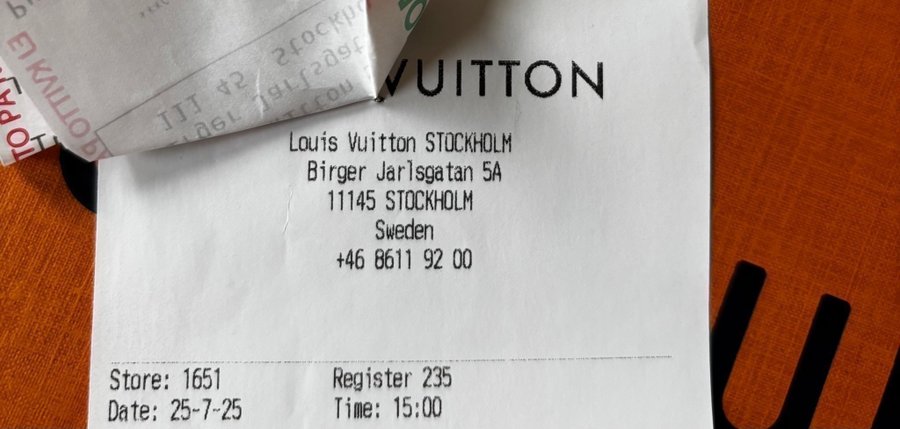 VUITTON
Louis Vuitton STOCKHOLM
Birger Jarlsgatan 5A
11145 STOCKHOLM
Sweden
+46 8611 92 00
Store: 1651 Register 235
Date: 25-7-25 Time: 15:00